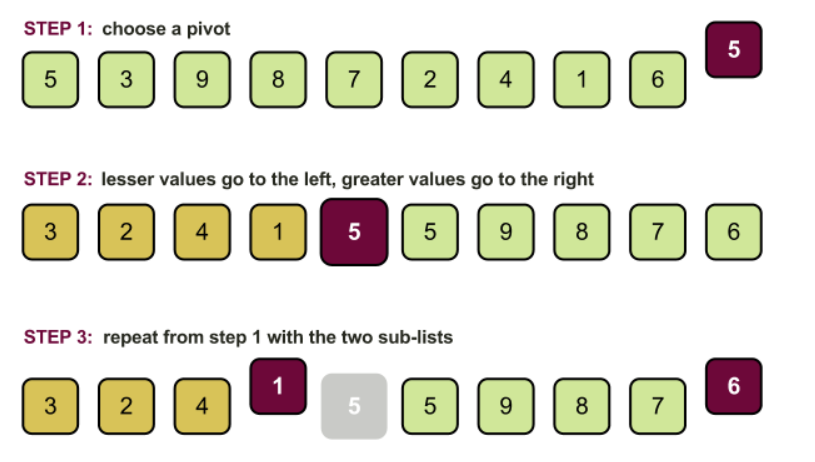 STEP 1: choose a pivot
5 3 9 8 7 2 4 1 6 5
STEP 2: lesser values go to the left, greater values go to the right
3 2 4 1 5 5 9 8 7 6
STEP 3: repeat from step 1 with the two sub-lists
3 2 4 1 5 5 9 8 7 6